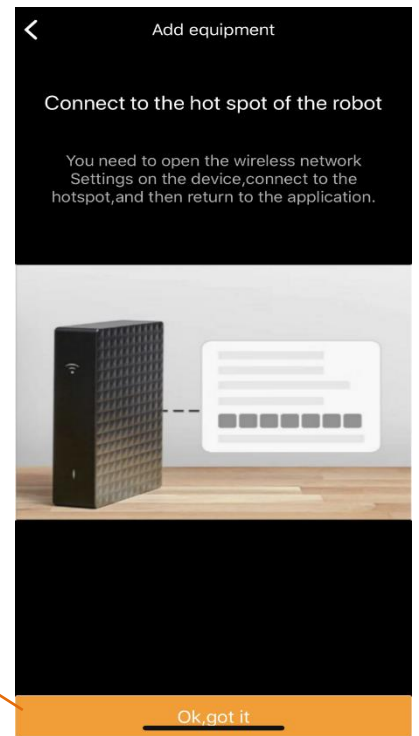 Add equipment
Connect to the hot spot of the robot
You need to open the wireless network
Settings on the device,connect to the
hotspot,and then return to the application.
Ok,got it